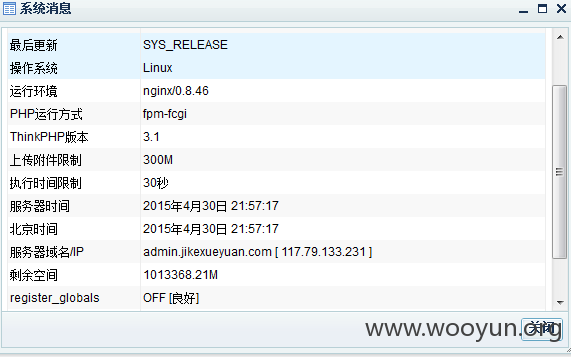 系统消息
最后更新 SYS_RELEASE
操作系统 Linux
运行环境 nginx/0.8.46
PHP运行方式 fpm-fcgi
ThinkPHP版本 3.1
上传附件限制 300M
执行时间限制 30秒
服务器时间 2015年4月30日 21:57:17
北京时间 2015年4月30日 21:57:17
服务器域名/IP admin.jikexueyuan.com [ 117.79.133.231 ]
剩余空间 1013368.21M
register_globals OFF [良好]
关闭
www.wooyun.org